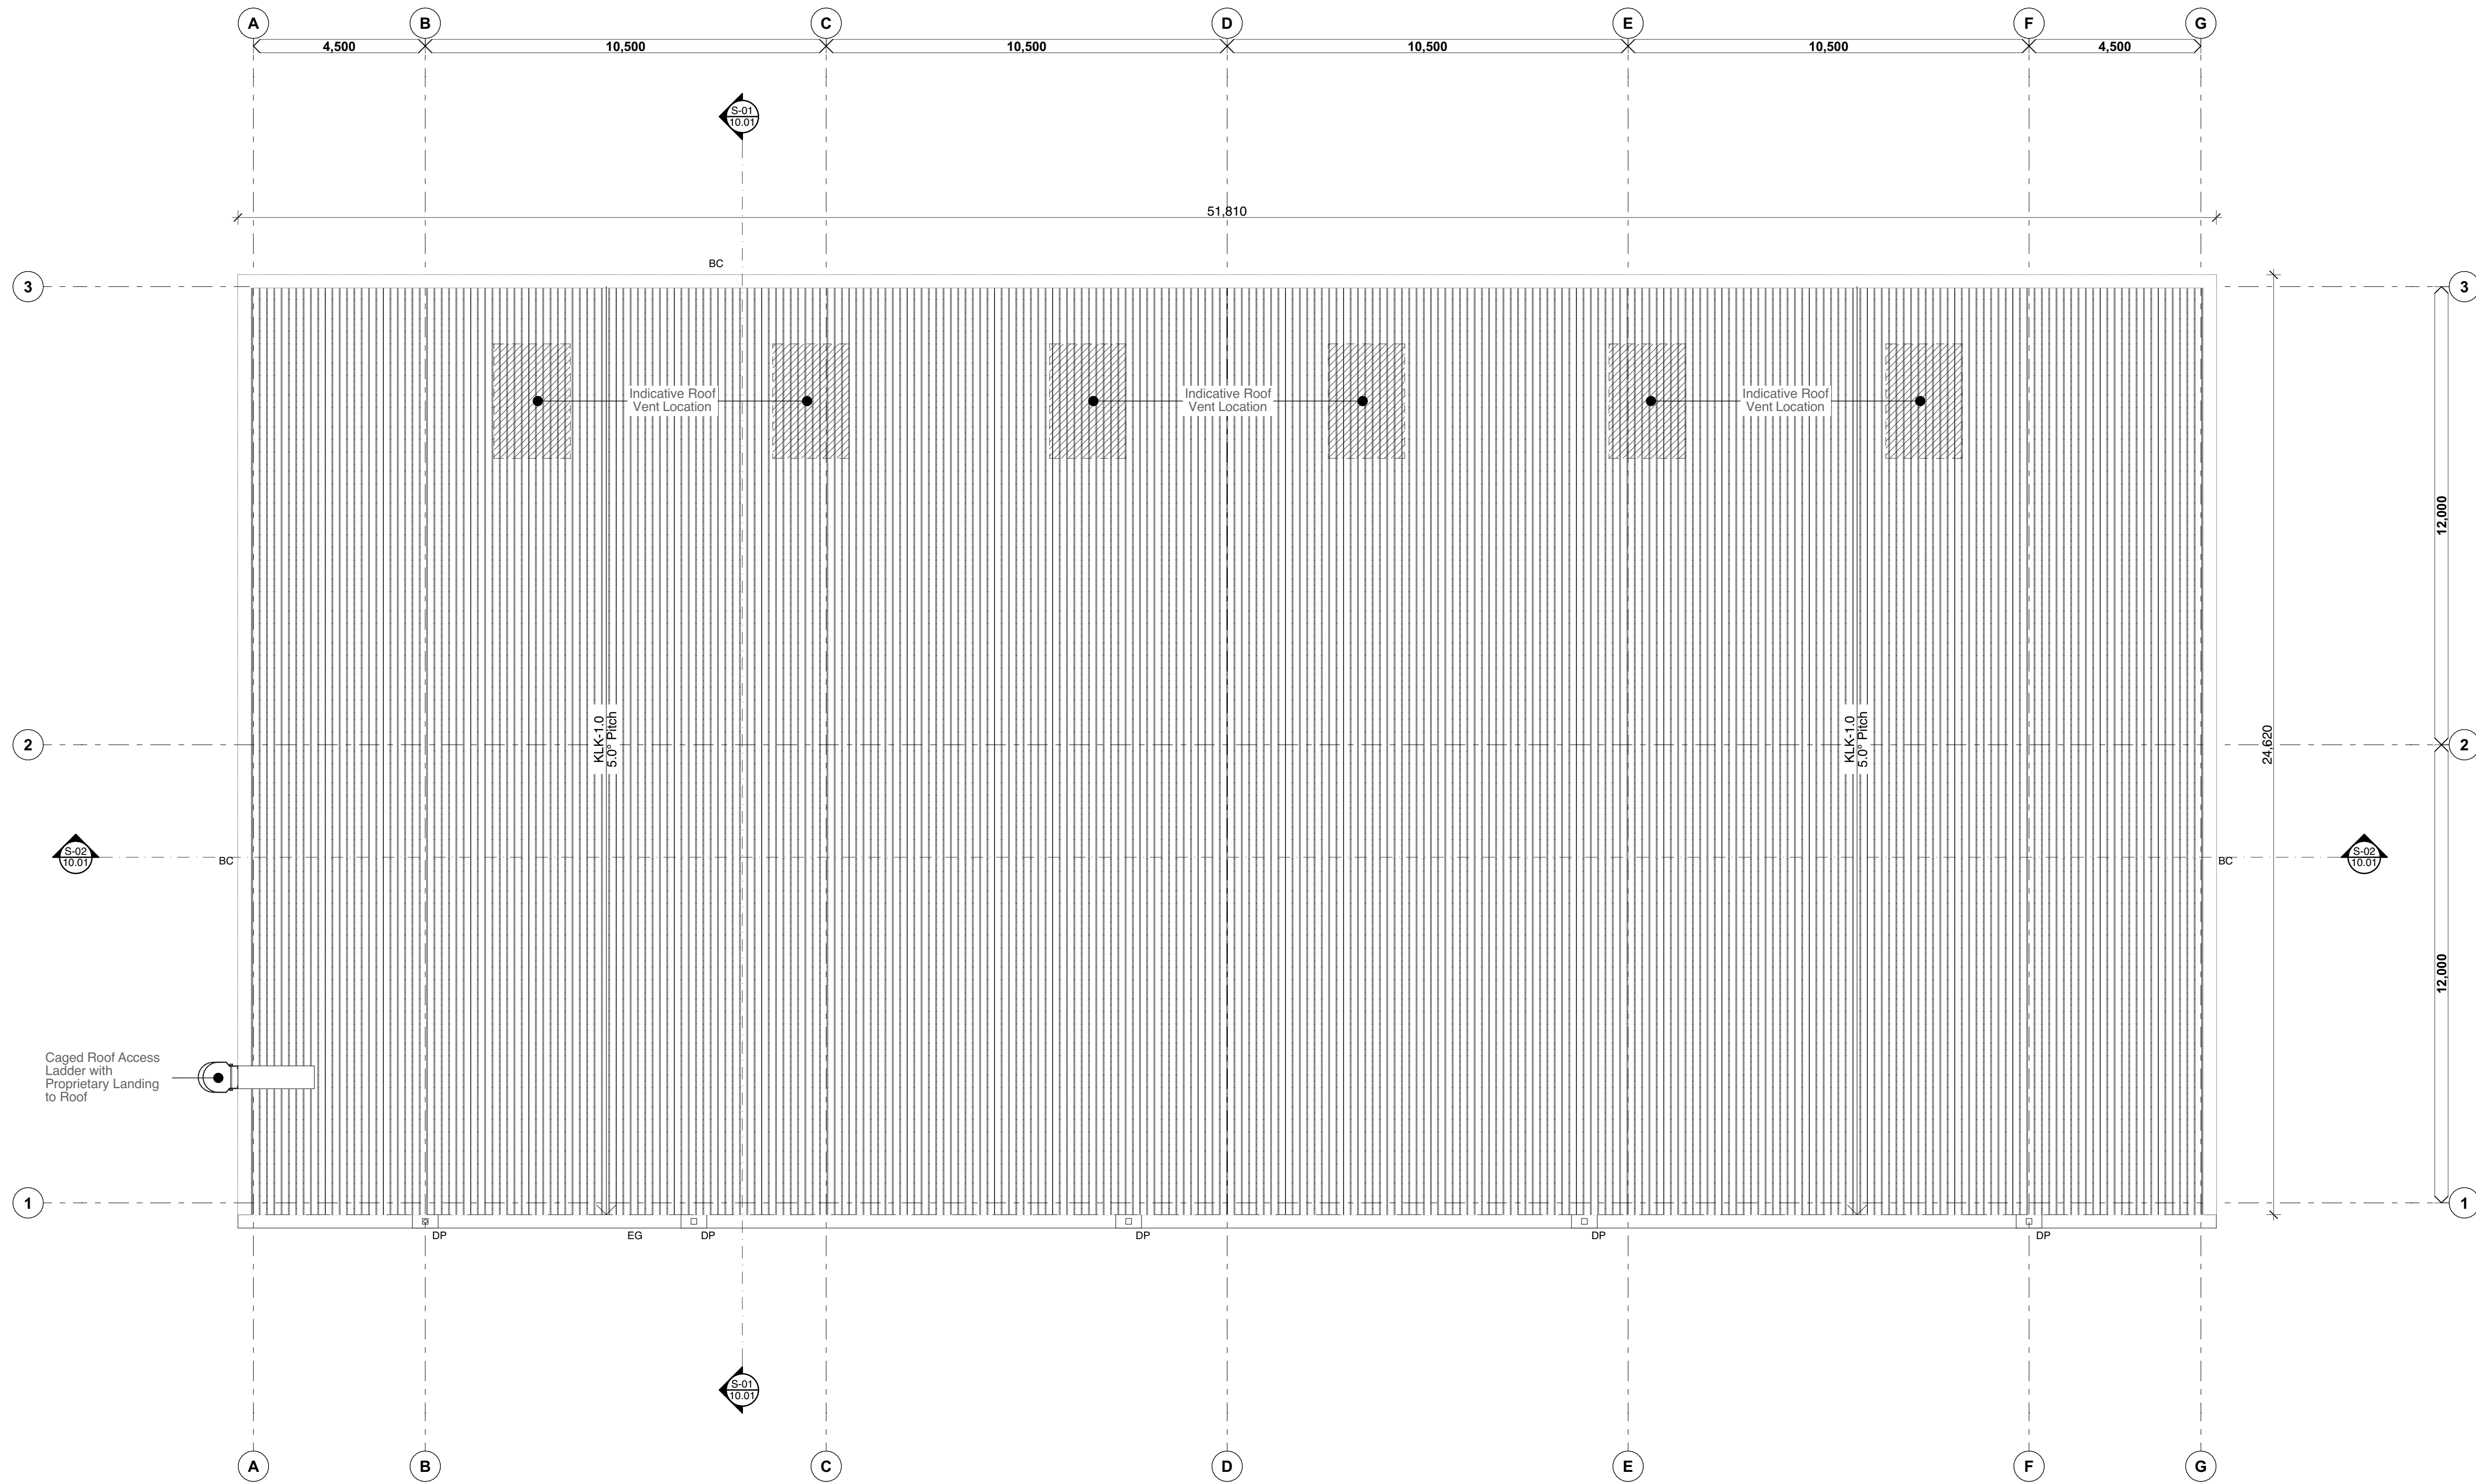 A B C D E F G
4,500 10,500 10,500 10,500 10,500 4,500
S-01
10.01
51,810
BC
3 3
Indicative Roof
Vent Location
Indicative Roof
Vent Location
Indicative Roof
Vent Location
12,000
KLK-1.0
5.0° Pitch
KLK-1.0
5.0° Pitch
2 2
24,620
S-02
10.01
BC
BC
S-02
10.01
12,000
Caged Roof Access
Ladder with
Proprietary Landing
to Roof
1 1
DP EG DP DP DP DP
S-01
10.01
A B C D E F G